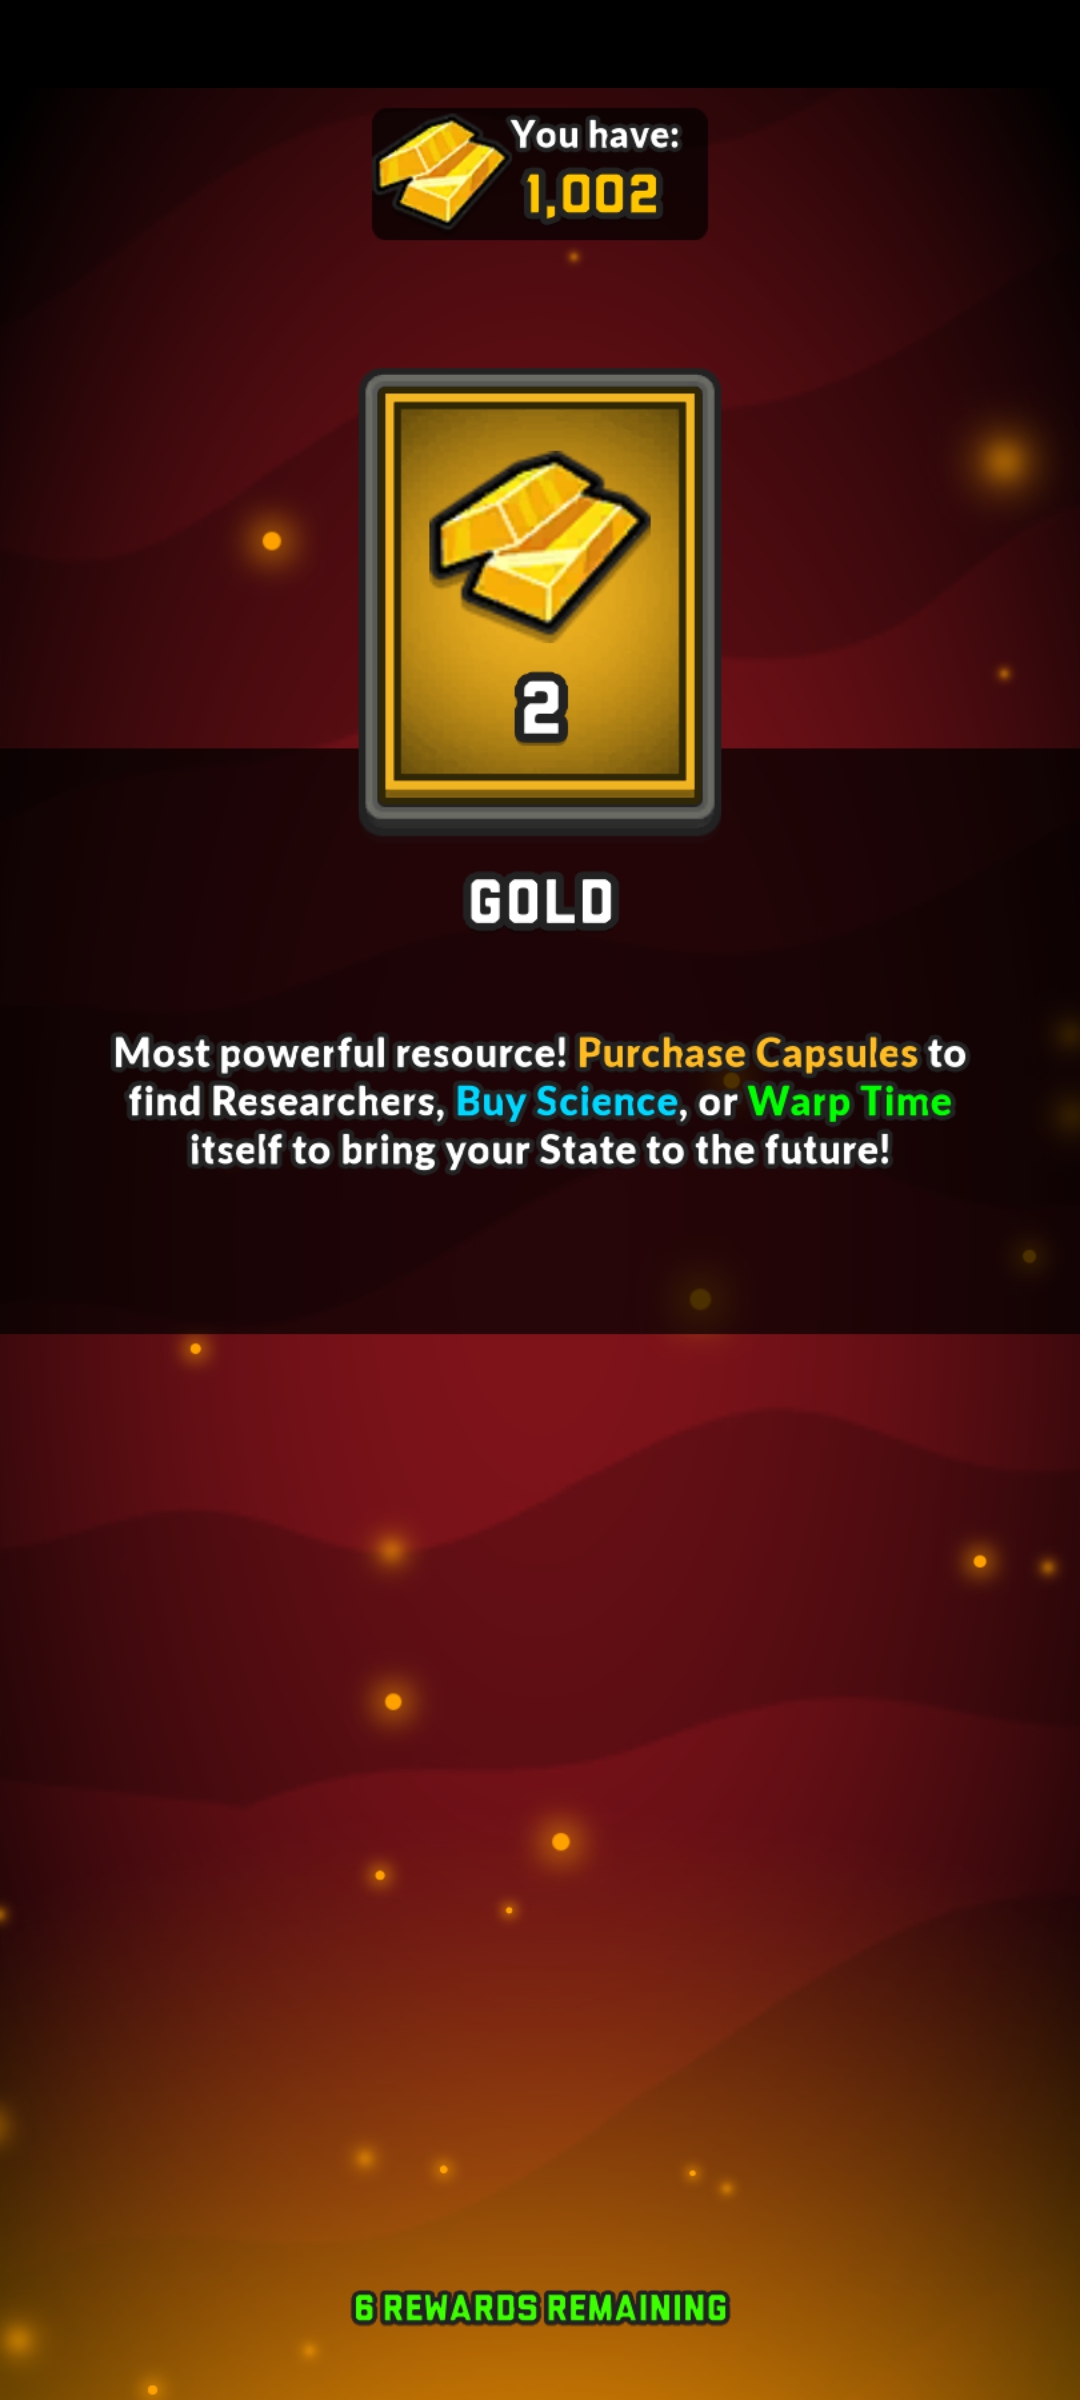 You have:
1,002
2
GOLD
Most powerful resource! Purchase Capsules to
find Researchers, Buy Science, or Warp Time
itself to bring your State to the future!
6 REWARDS REMAINING